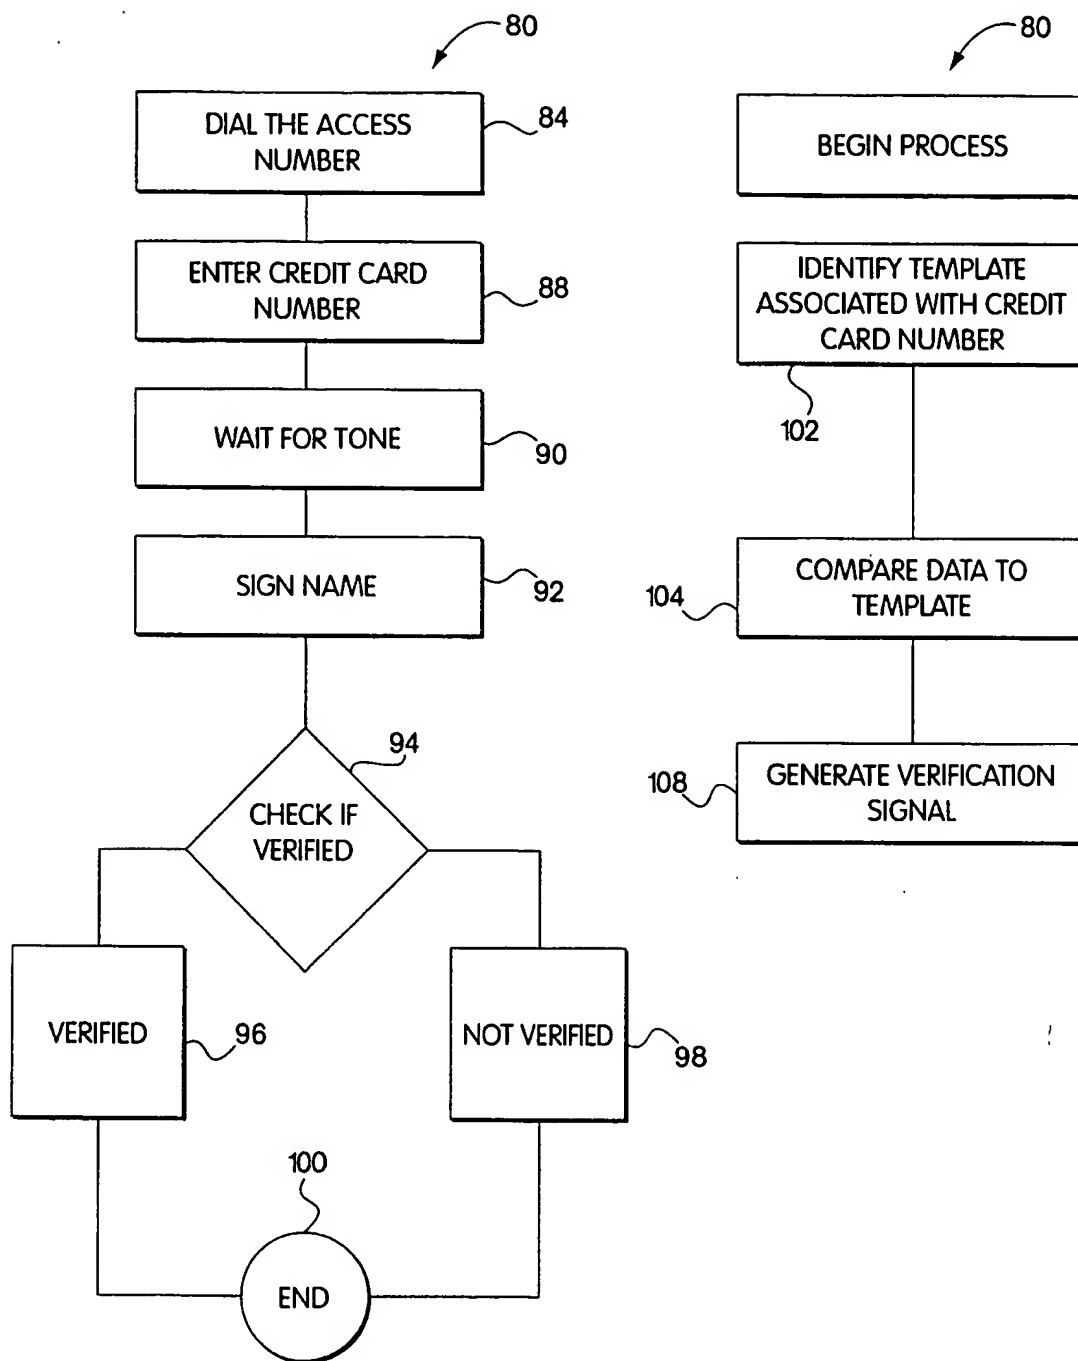 80
DIAL THE ACCESS
NUMBER
84
ENTER CREDIT CARD
NUMBER
88
WAIT FOR TONE
90
SIGN NAME
92
94
CHECK IF
VERIFIED
VERIFIED
96
NOT VERIFIED
98
100
END
80
BEGIN PROCESS
IDENTIFY TEMPLATE
ASSOCIATED WITH CREDIT
CARD NUMBER
102
COMPARE DATA TO
TEMPLATE
104
GENERATE VERIFICATION
SIGNAL
108